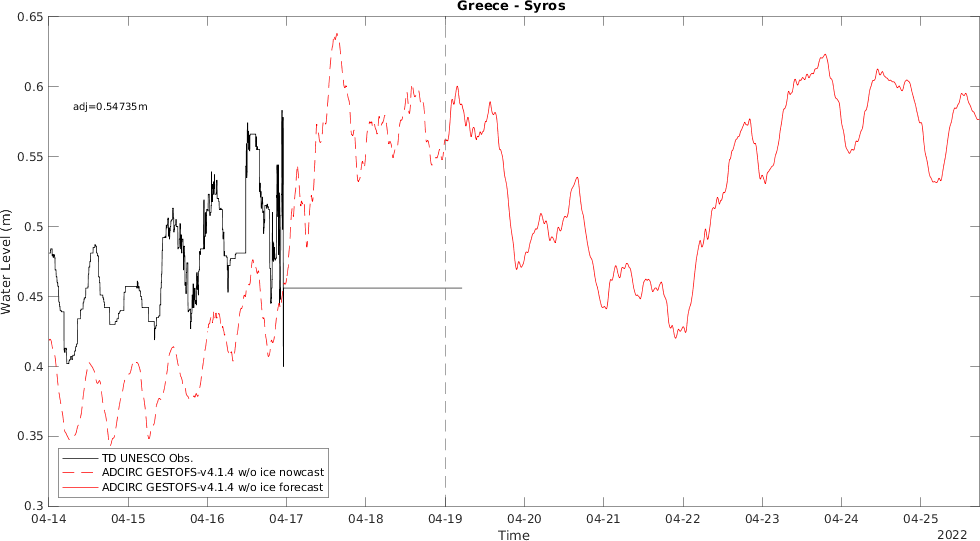 Greece - Syros
0.65
0.6
0.55
0.5
0.45
0.4
0.35
0.3
Water Level (m)
adj=0.54735m
TD UNESCO Obs.
ADCIRC GESTOFS-v4.1.4 w/o ice nowcast
ADCIRC GESTOFS-v4.1.4 w/o ice forecast
04-14 04-15 04-16 04-17 04-18 04-19 04-20 04-21 04-22 04-23 04-24 04-25
Time
2022